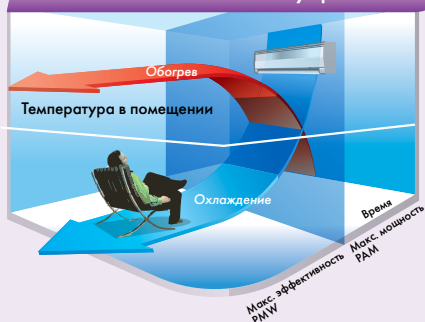 Обогрев
Температура в помещении
Охлаждение
Время
Макс. мощность
PAM
Макс. эффективность
PMW